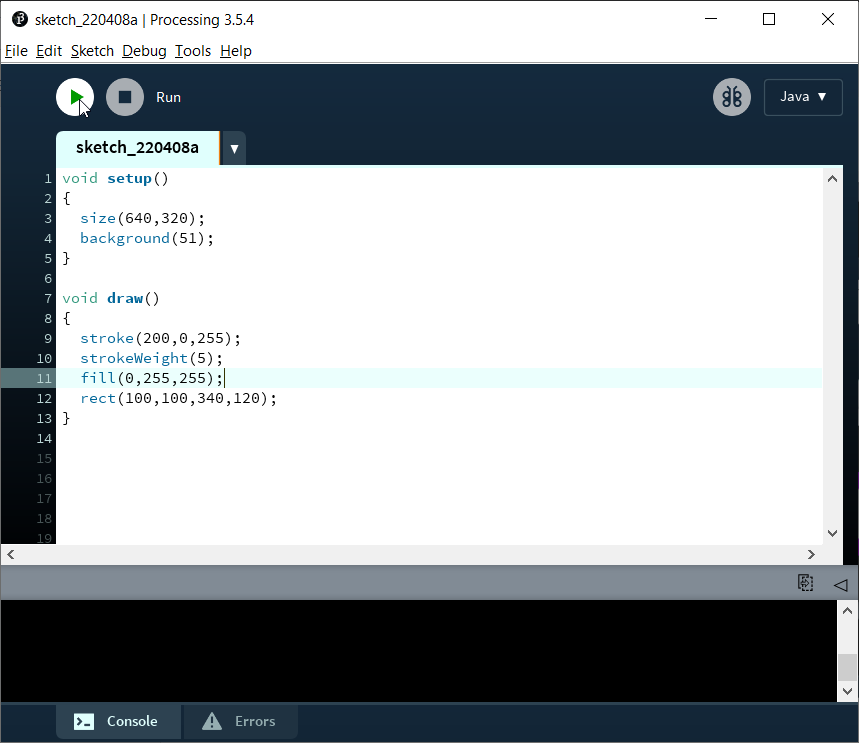 sketch_220408a | Processing 3.5.4
File Edit Sketch Debug Tools Help
Run
Java ▼
sketch_220408a ▼
1 void setup()
2 {
3 size(640,320);
4 background(51);
5 }
6
7 void draw()
8 {
9 stroke(200,0,255);
10 strokeWeight(5);
11 fill(0,255,255);
12 rect(100,100,340,120);
13 }
14
15
16
17
18
19
Console Errors